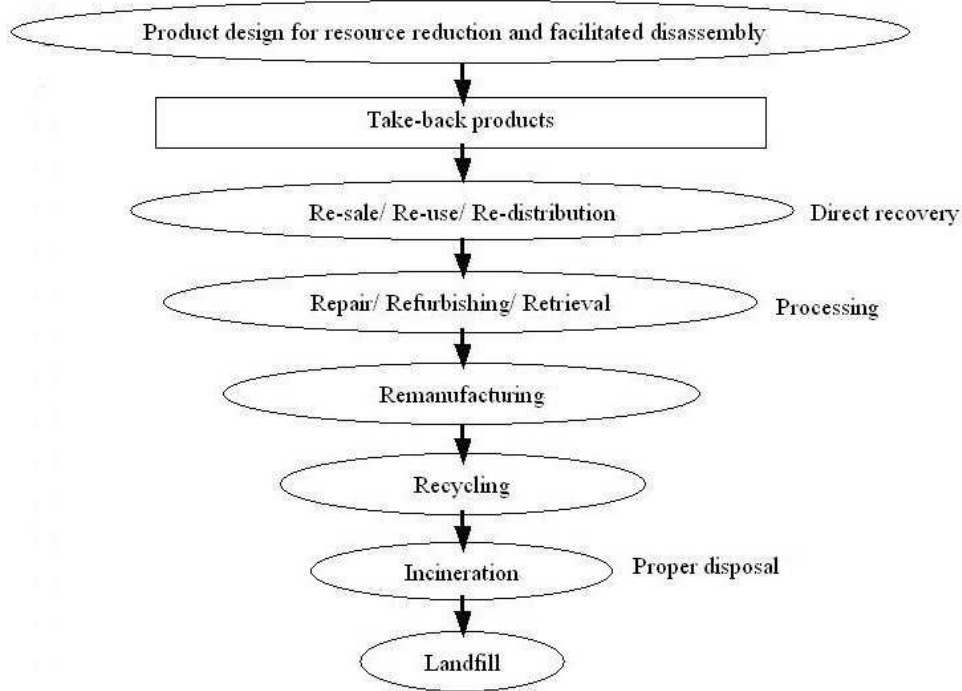 Product design for resource reduction and facilitated disassembly
Take-back products
Re-sale/ Re-use/ Re-distribution
Direct recovery
Repair/ Refurbishing/ Retrieval
Processing
Remanufacturing
Recycling
Incineration
Proper disposal
Landfill